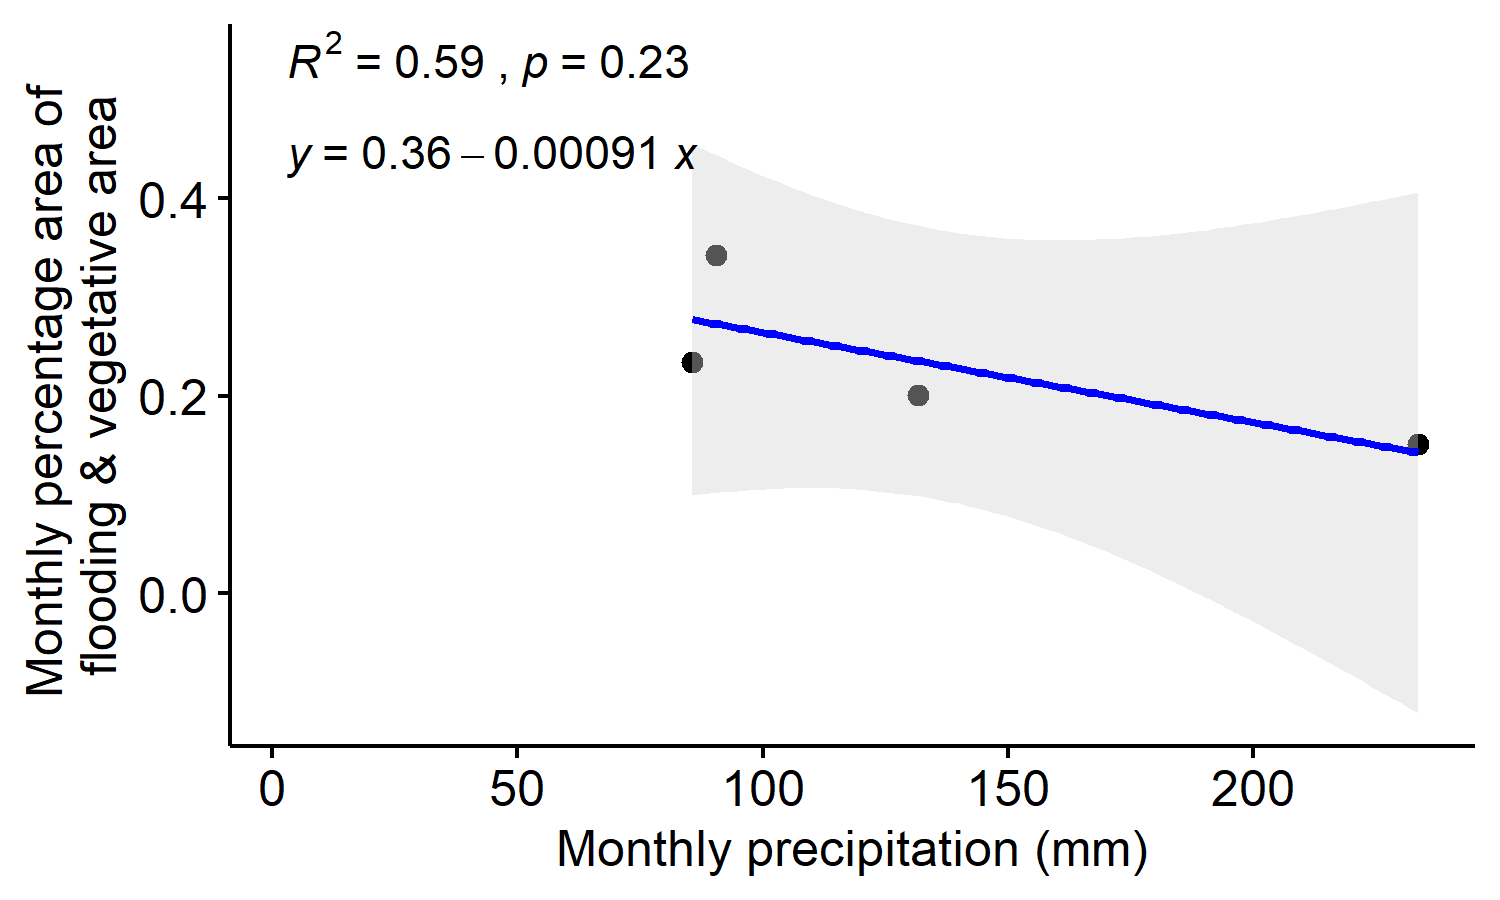 R² = 0.59 , p = 0.23
y = 0.36 – 0.00091 x
Monthly percentage area of
flooding & vegetative area
0.4
0.2
0.0
0 50 100 150 200
Monthly precipitation (mm)